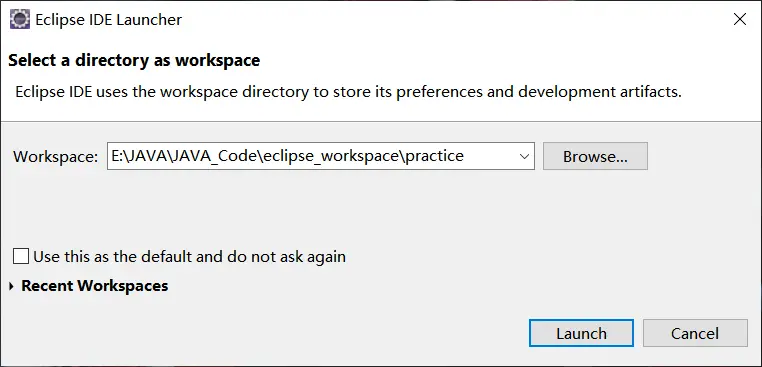 Eclipse IDE Launcher
Select a directory as workspace
Eclipse IDE uses the workspace directory to store its preferences and development artifacts.
Workspace: E:\JAVA\JAVA_Code\eclipse_workspace\practice Browse...
Use this as the default and do not ask again
Recent Workspaces
Launch Cancel